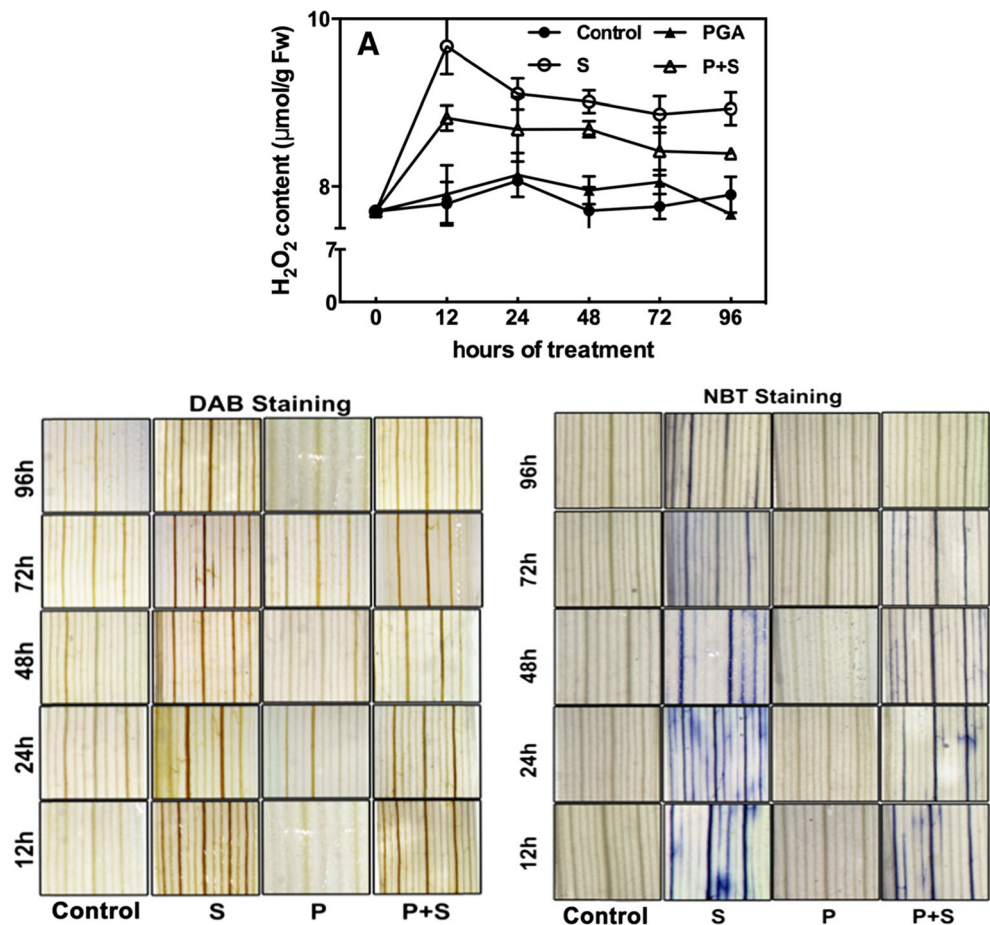 10
A
Control
PGA
S
P+S
H2O2 content (µmol/g Fw)
8
7
0
0 12 24 48 72 96
hours of treatment
DAB Staining
96h
72h
48h
24h
12h
Control S P P+S
NBT Staining
96h
72h
48h
24h
12h
Control S P P+S